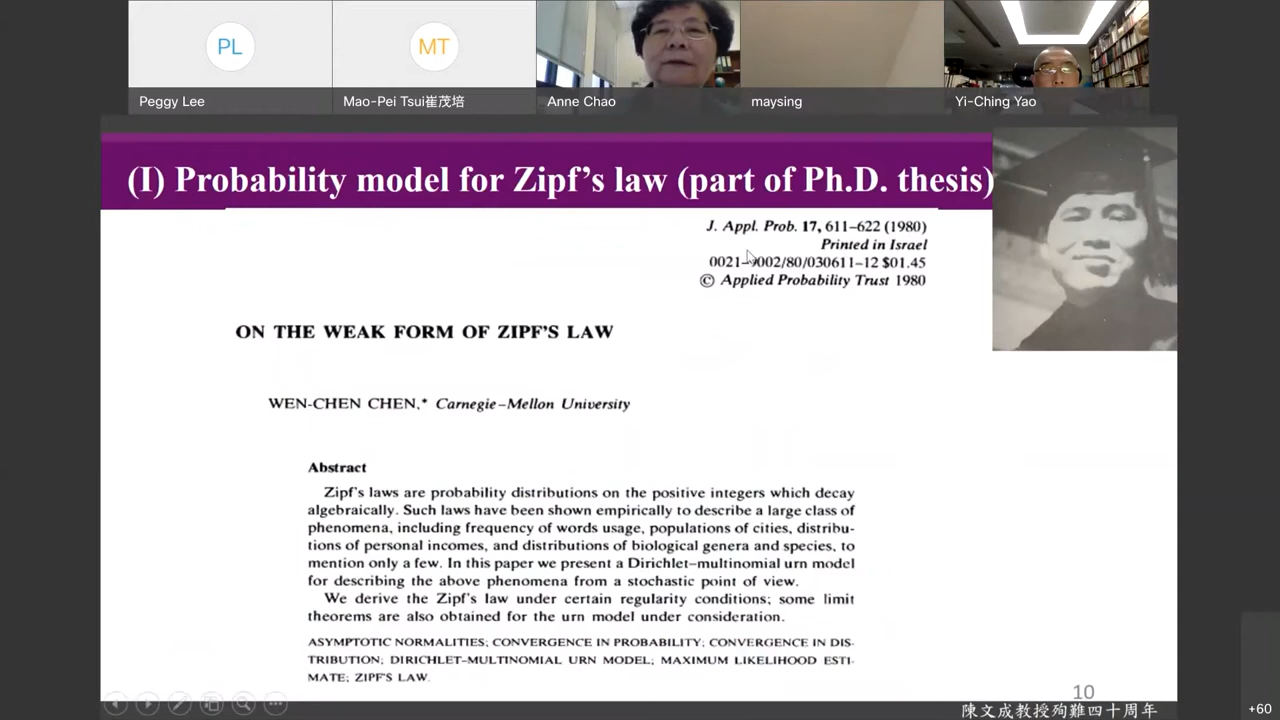 PL
MT
Peggy Lee
Mao-Pei Tsui崔茂培
Anne Chao
maysing
Yi-Ching Yao
(I) Probability model for Zipf’s law (part of Ph.D. thesis)
J. Appl. Prob. 17, 611–622 (1980)
Printed in Israel
0021–9002/80/030611–12 $01.45
© Applied Probability Trust 1980
ON THE WEAK FORM OF ZIPF’S LAW
WEN-CHEN CHEN,* Carnegie–Mellon University
Abstract
Zipf’s laws are probability distributions on the positive integers which decay
algebraically. Such laws have been shown empirically to describe a large class of
phenomena, including frequency of words usage, populations of cities, distribu-
tions of personal incomes, and distributions of biological genera and species, to
mention only a few. In this paper we present a Dirichlet–multinomial urn model
for describing the above phenomena from a stochastic point of view.
We derive the Zipf’s law under certain regularity conditions; some limit
theorems are also obtained for the urn model under consideration.
ASYMPTOTIC NORMALITIES; CONVERGENCE IN PROBABILITY; CONVERGENCE IN DIS-
TRIBUTION; DIRICHLET–MULTINOMIAL URN MODEL; MAXIMUM LIKELIHOOD ESTI-
MATE; ZIPF’S LAW.
10
陳文成教授殉難四十周年
+60